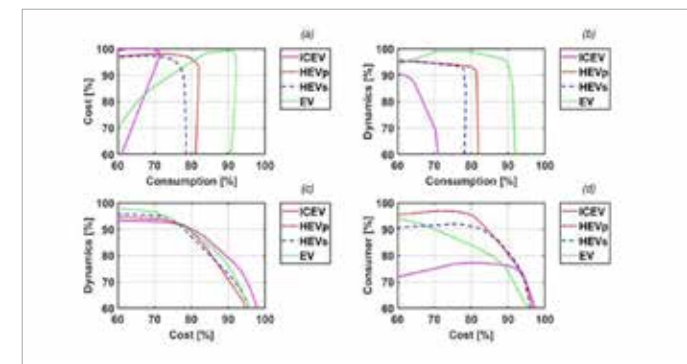 (a)
Cost [%]
100
90
80
70
60
60 70 80 90 100
Consumption [%]
ICEV
HEVp
HEVs
EV
(b)
Dynamics [%]
100
90
80
70
60
60 70 80 90 100
Consumption [%]
ICEV
HEVp
HEVs
EV
(c)
Dynamics [%]
100
90
80
70
60
60 70 80 90 100
Cost [%]
ICEV
HEVp
HEVs
EV
(d)
Consumer [%]
100
90
80
70
60
60 70 80 90 100
Cost [%]
ICEV
HEVp
HEVs
EV